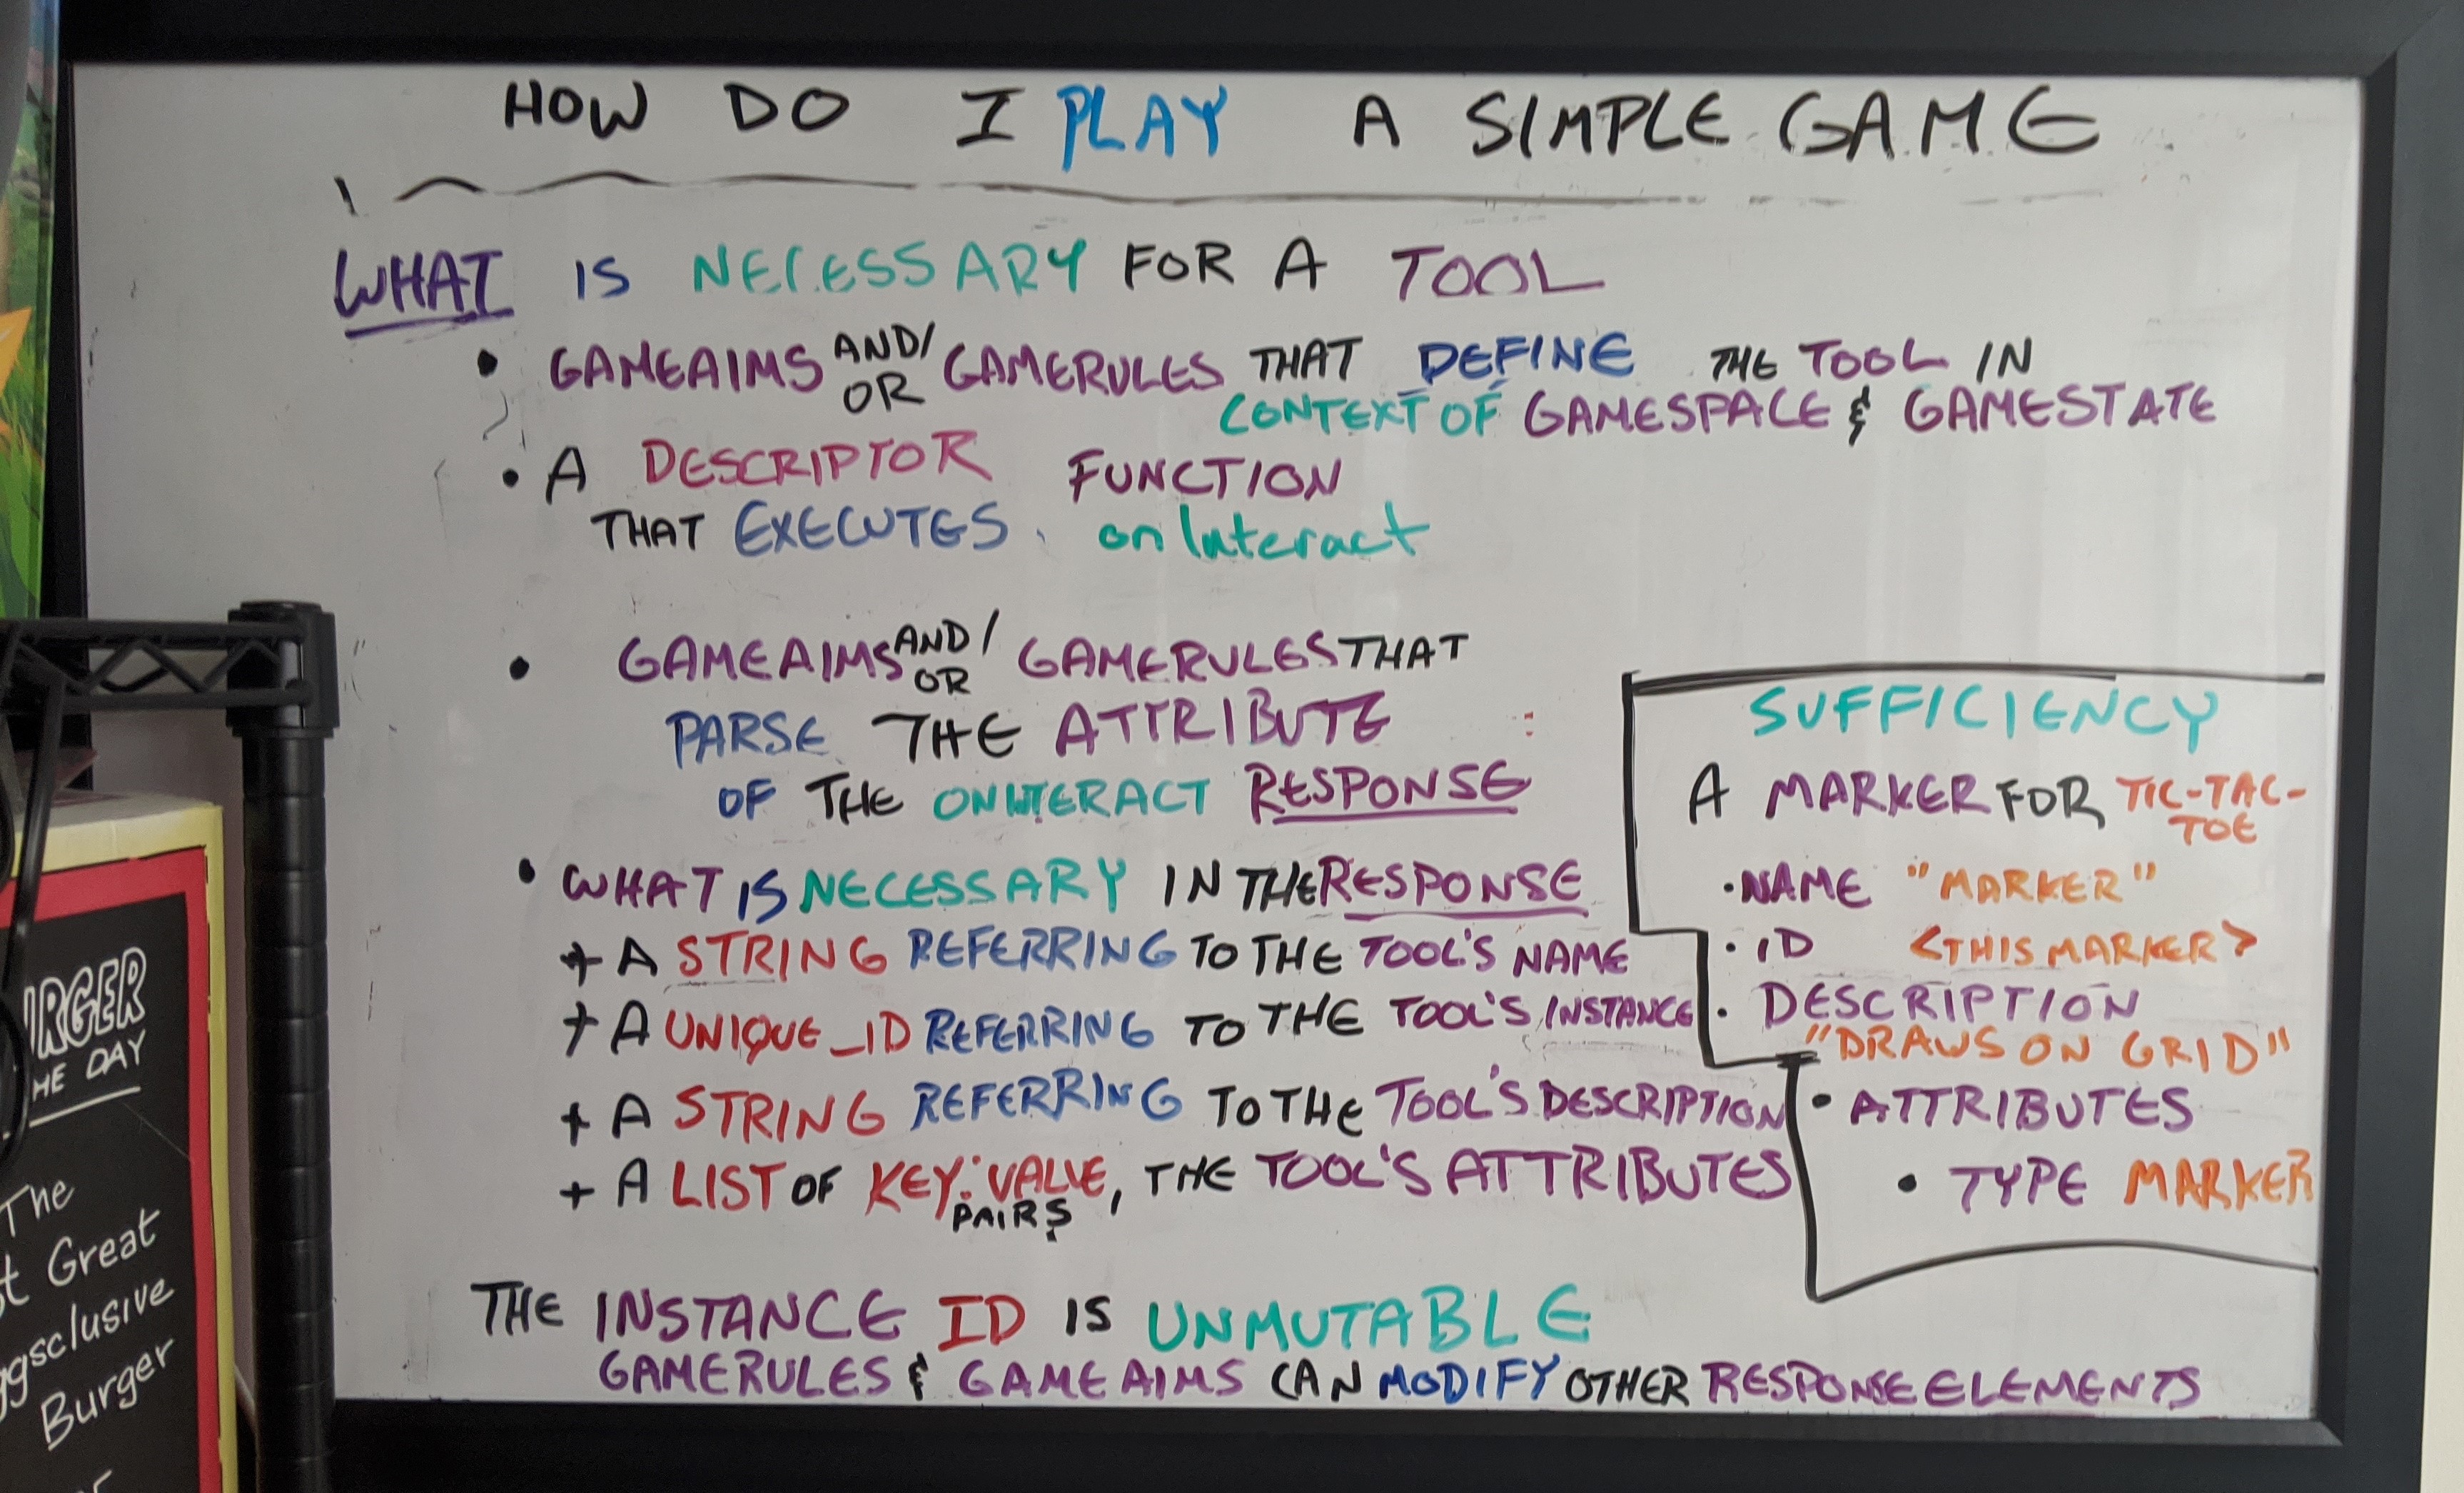 HOW DO I PLAY A SIMPLE GAME
WHAT IS NECESSARY FOR A TOOL
• GAMEAIMS AND/OR GAMERULES THAT DEFINE THE TOOL IN
CONTEXT OF GAMESPACE & GAMESTATE
• A DESCRIPTOR FUNCTION
THAT EXECUTES onInteract
• GAMEAIMS AND/OR GAMERULES THAT
PARSE THE ATTRIBUTE
OF THE ONINTERACT RESPONSE
• WHAT IS NECESSARY IN THE RESPONSE
+ A STRING REFERRING TO THE TOOL'S NAME
+ A UNIQUE_ID REFERRING TO THE TOOL'S INSTANCE
+ A STRING REFERRING TO THE TOOL'S DESCRIPTION
+ A LIST OF KEY:VALUE PAIRS, THE TOOL'S ATTRIBUTES
SUFFICIENCY
A MARKER FOR TIC-TAC-
TOE
• NAME "MARKER"
• ID <THIS MARKER>
• DESCRIPTION
"DRAWS ON GRID"
• ATTRIBUTES
• TYPE MARKER
THE INSTANCE ID IS UNMUTABLE
GAMERULES & GAMEAIMS CAN MODIFY OTHER RESPONSE ELEMENTS
URGER
HE DAY
The
t Great
ggsclusive
Burger